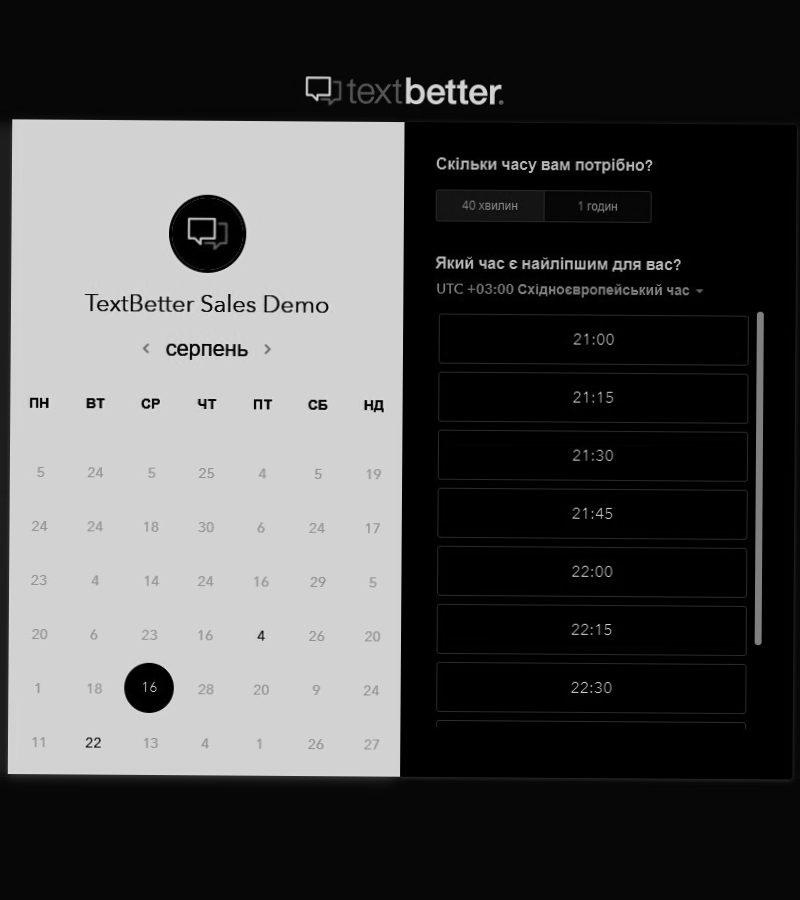 textbetter.
TextBetter Sales Demo
серпень
ПН ВТ СР ЧТ ПТ СБ НД
5 24 5 25 4 5 19
24 24 18 30 6 24 17
23 4 14 24 16 29 5
20 6 23 16 4 26 20
1 18 16 28 20 9 24
11 22 13 4 1 26 27
Скільки часу вам потрібно?
40 хвилин 1 годин
Який час є найліпшим для вас?
UTC +03:00 Східноєвропейський час
21:00
21:15
21:30
21:45
22:00
22:15
22:30